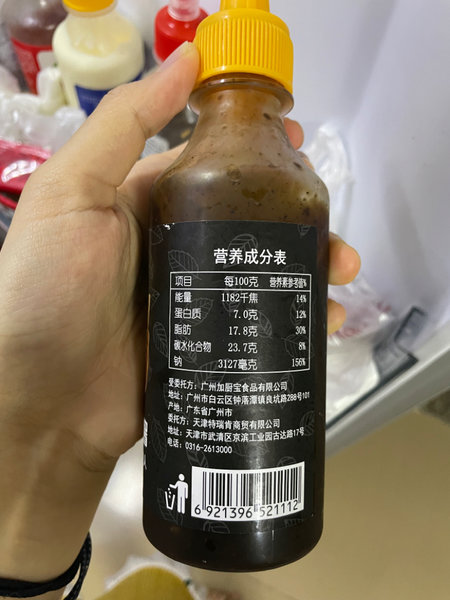 营养成分表
项目 每100克 营养素参考值%
能量 1182千焦 14%
蛋白质 7.0克 12%
脂肪 17.8克 30%
碳水化合物 23.7克 8%
钠 3127毫克 156%
受委托方：广州加厨宝食品有限公司
地址：广州市白云区钟落潭镇良坑路288号101
产地：广东省广州市
委托方：天津特瑞肯商贸有限公司
地址：天津市武清区京滨工业园古达路17号
电话：0316-2613000
6 921396 521112